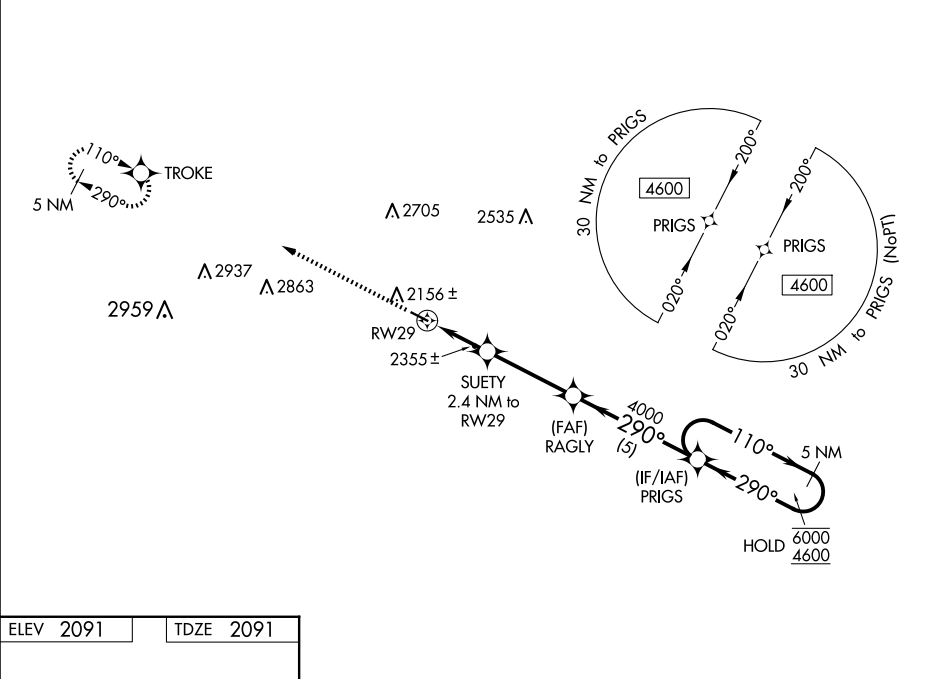 30 NM to PRIGS
200°
4600
PRIGS
020°
200°
PRIGS
4600
020°
30 NM to PRIGS (NoPT)
110°
TROKE
290°
5 NM
2705
2535
2937
2863
2959
2156 ±
RW29
2355 ±
SUETY
2.4 NM to
RW29
(FAF)
RAGLY
4000
290°
(5)
(IF/IAF)
PRIGS
110°
5 NM
290°
HOLD 6000
4600
ELEV 2091
TDZE 2091